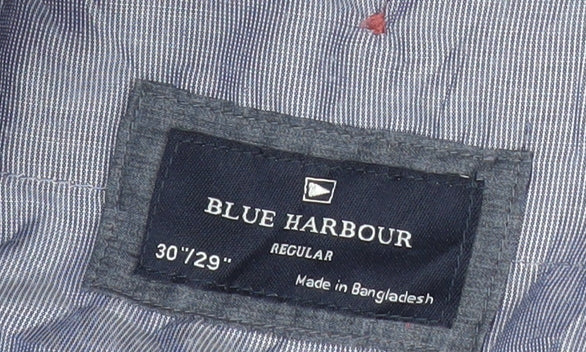 BLUE HARBOUR
REGULAR
30"/29"
Made in Bangladesh